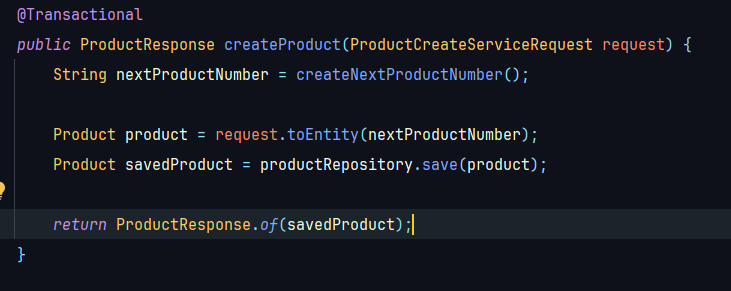 @Transactional
public ProductResponse createProduct(ProductCreateServiceRequest request) {
String nextProductNumber = createNextProductNumber();
Product product = request.toEntity(nextProductNumber);
Product savedProduct = productRepository.save(product);
return ProductResponse.of(savedProduct);
}